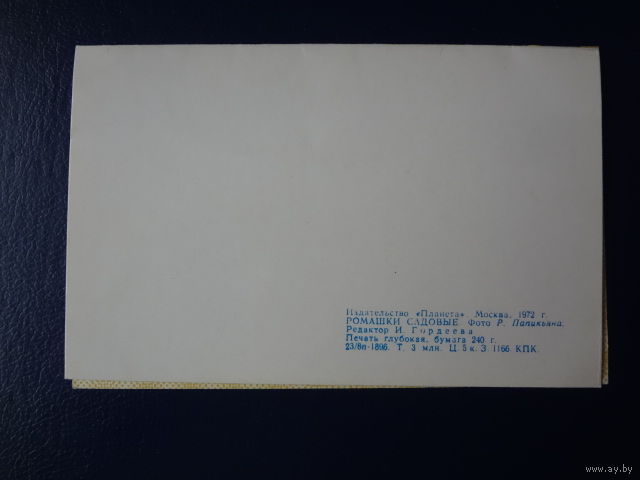 Издательство «Планета» Москва, 1972 г.
РОМАШКИ САДОВЫЕ Фото Р. Папикьяна.
Редактор И. Гордеева
Печать глубокая, бумага 240 г.
23/8п-1896. Т. 3 млн. Ц 5 к. З 1166 КПК.
www.ay.by